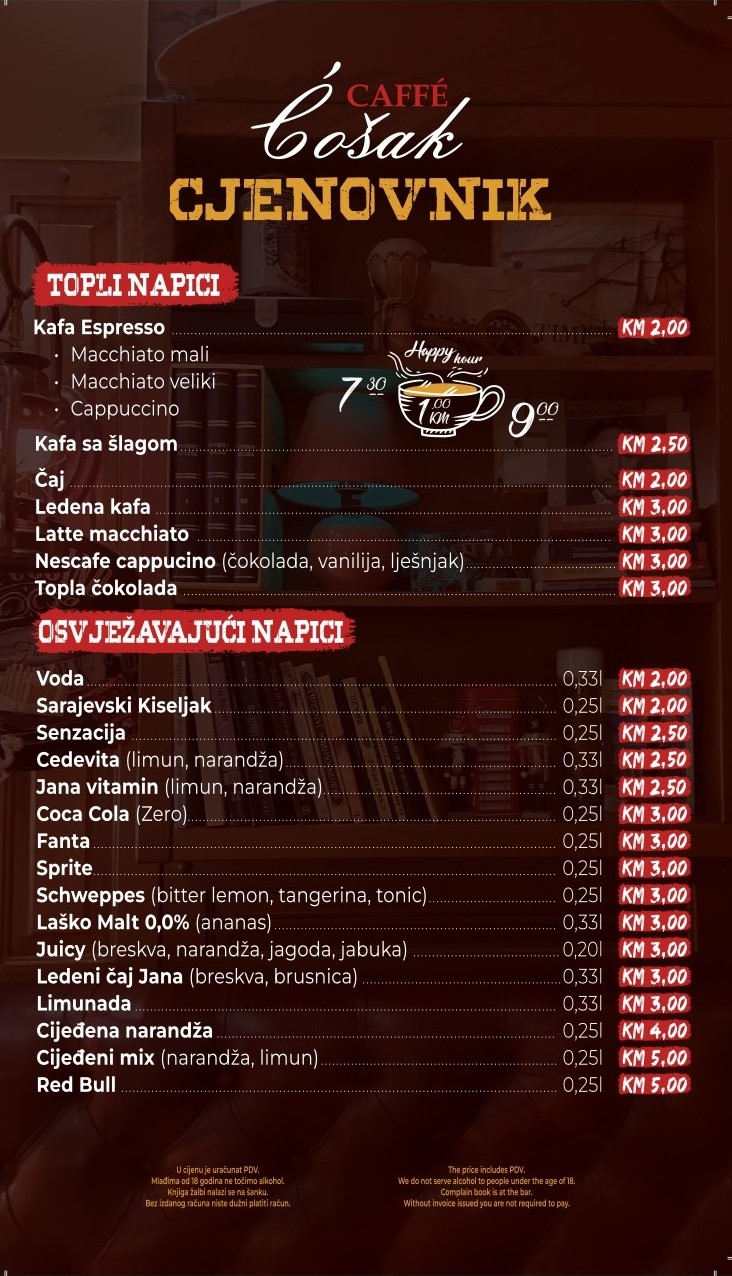 CAFFÉ
Ćošak
CJENOVNIK
TOPLI NAPICI
Kafa Espresso KM 2,00
• Macchiato mali
• Macchiato veliki
• Cappuccino
Happy hour
7 30 1,00 KM 9 00
Kafa sa šlagom KM 2,50
Čaj KM 2,00
Ledena kafa KM 3,00
Latte macchiato KM 3,00
Nescafe cappucino (čokolada, vanilija, lješnjak) KM 3,00
Topla čokolada KM 3,00
OSVJEŽAVAJUĆI NAPICI
Voda 0,33l KM 2,00
Sarajevski Kiseljak 0,25l KM 2,00
Senzacija 0,25l KM 2,50
Cedevita (limun, narandža) 0,33l KM 2,50
Jana vitamin (limun, narandža) 0,33l KM 2,50
Coca Cola (Zero) 0,25l KM 3,00
Fanta 0,25l KM 3,00
Sprite 0,25l KM 3,00
Schweppes (bitter lemon, tangerina, tonic) 0,25l KM 3,00
Laško Malt 0,0% (ananas) 0,33l KM 3,00
Juicy (breskva, narandža, jagoda, jabuka) 0,20l KM 3,00
Ledeni čaj Jana (breskva, brusnica) 0,33l KM 3,00
Limunada 0,33l KM 3,00
Cijeđena narandža 0,25l KM 4,00
Cijeđeni mix (narandža, limun) 0,25l KM 5,00
Red Bull 0,25l KM 5,00
U cijenu je uračunat PDV.
Mlađima od 18 godina ne točimo alkohol.
Knjiga žalbi nalazi se na šanku.
Bez izdanog računa niste dužni platiti račun.
The price includes PDV.
We do not serve alcohol to people under the age of 18.
Complain book is at the bar.
Without invoice issued you are not required to pay.